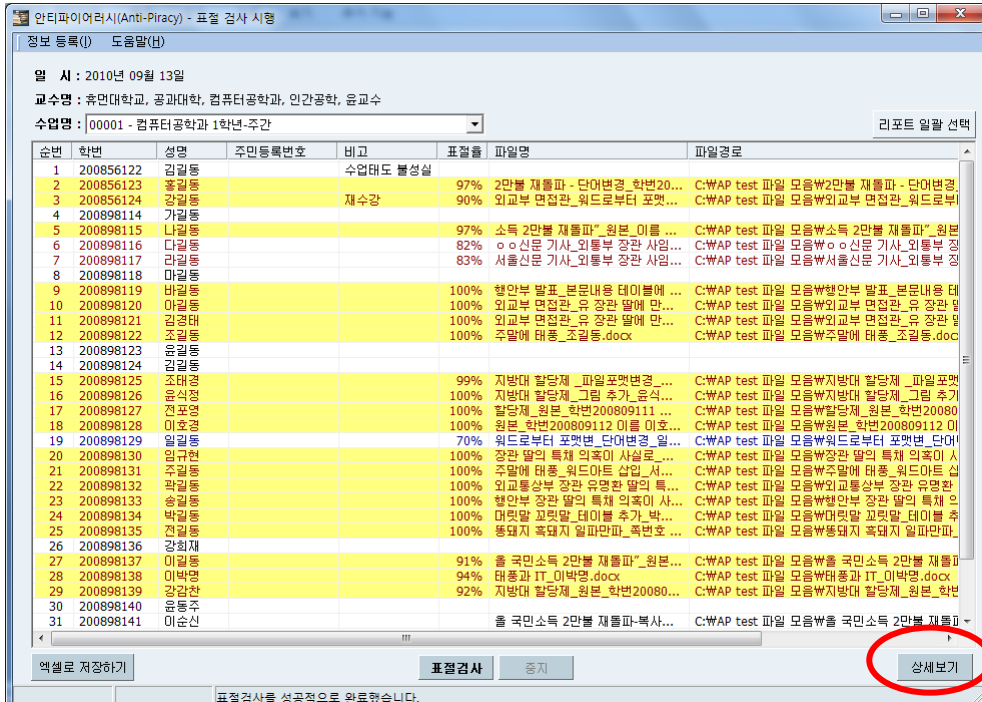 안티파이어러시(Anti-Piracy) - 표절 검사 시행
정보 등록(I) 도움말(H)
일 시 : 2010년 09월 13일
교수명 : 휴먼대학교, 공과대학, 컴퓨터공학과, 인간공학, 윤교수
수업명 : 00001 - 컴퓨터공학과 1학년-주간 리포트 일괄 선택
순번 학번 성명 주민등록번호 비고 표절율 파일명 파일경로
1 200856122 김길동 수업태도 불성실
2 200856123 홍길동 97% 2만불 재돌파 - 단어변경_학번20... C:₩AP test 파일 모음₩2만불 재돌파 - 단어변경_
3 200856124 강길동 재수강 90% 외교부 면접관_워드로부터 포맷... C:₩AP test 파일 모음₩외교부 면접관_워드로부터
4 200898114 가길동
5 200898115 나길동 97% 소득 2만불 재돌파"_원본_이름 ... C:₩AP test 파일 모음₩소득 2만불 재돌파"_원본
6 200898116 다길동 82% ㅇㅇ신문 기사_외통부 장관 사임... C:₩AP test 파일 모음₩ㅇㅇ신문 기사_외통부 장
7 200898117 라길동 83% 서울신문 기사_외통부 장관 사임... C:₩AP test 파일 모음₩서울신문 기사_외통부 장
8 200898118 마길동
9 200898119 바길동 100% 행안부 발표_본문내용 테이블에 ... C:₩AP test 파일 모음₩행안부 발표_본문내용 테
10 200898120 아길동 100% 외교부 면접관_유 장관 딸에 만... C:₩AP test 파일 모음₩외교부 면접관_유 장관 딸
11 200898121 김경태 100% 외교부 면접관_유 장관 딸에 만... C:₩AP test 파일 모음₩외교부 면접관_유 장관 딸
12 200898122 조길동 100% 주말에 태풍_조길동.docx C:₩AP test 파일 모음₩주말에 태풍_조길동.doc
13 200898123 윤길동
14 200898124 김길동
15 200898125 조태경 99% 지방대 할당제 _파일포맷변경_... C:₩AP test 파일 모음₩지방대 할당제 _파일포맷
16 200898126 윤식정 100% 지방대 할당제_그림 추가_윤식... C:₩AP test 파일 모음₩지방대 할당제_그림 추가
17 200898127 전포영 100% 할당제_원본_학번200809111 ... C:₩AP test 파일 모음₩할당제_원본_학번20080
18 200898128 이호경 100% 원본_학번200809112 이름 이호... C:₩AP test 파일 모음₩원본_학번200809112 이
19 200898129 일길동 70% 워드로부터 포맷변_단어변경_일... C:₩AP test 파일 모음₩워드로부터 포맷변_단어
20 200898130 임규현 100% 장관 딸의 특채 의혹이 사실로_... C:₩AP test 파일 모음₩장관 딸의 특채 의혹이 사
21 200898131 주길동 100% 주말에 태풍_워드아트 삽입_서... C:₩AP test 파일 모음₩주말에 태풍_워드아트 삽
22 200898132 곽길동 100% 외교통상부 장관 유명환 딸의 특... C:₩AP test 파일 모음₩외교통상부 장관 유명환
23 200898133 송길동 100% 행안부 장관 딸의 특채 의혹이 사... C:₩AP test 파일 모음₩행안부 장관 딸의 특채 의
24 200898134 박길동 100% 머릿말 꼬릿말_테이블 추가_박... C:₩AP test 파일 모음₩머릿말 꼬릿말_테이블 추
25 200898135 전길동 100% 똥돼지 흑돼지 일파만파_쪽번호 ... C:₩AP test 파일 모음₩똥돼지 흑돼지 일파만파_
26 200898136 강희재
27 200898137 이길동 91% 올 국민소득 2만불 재돌파"_원본... C:₩AP test 파일 모음₩올 국민소득 2만불 재돌파
28 200898138 이박명 94% 태풍과 IT_이박명.docx C:₩AP test 파일 모음₩태풍과 IT_이박명.docx
29 200898139 강감찬 92% 지방대 할당제_원본_학번20080... C:₩AP test 파일 모음₩지방대 할당제_원본_학번
30 200898140 윤동주
31 200898141 이순신 올 국민소득 2만불 재돌파-복사... C:₩AP test 파일 모음₩올 국민소득 2만불 재돌파
엑셀로 저장하기 표절검사 중지 상세보기
표절검사를 성공적으로 완료했습니다.